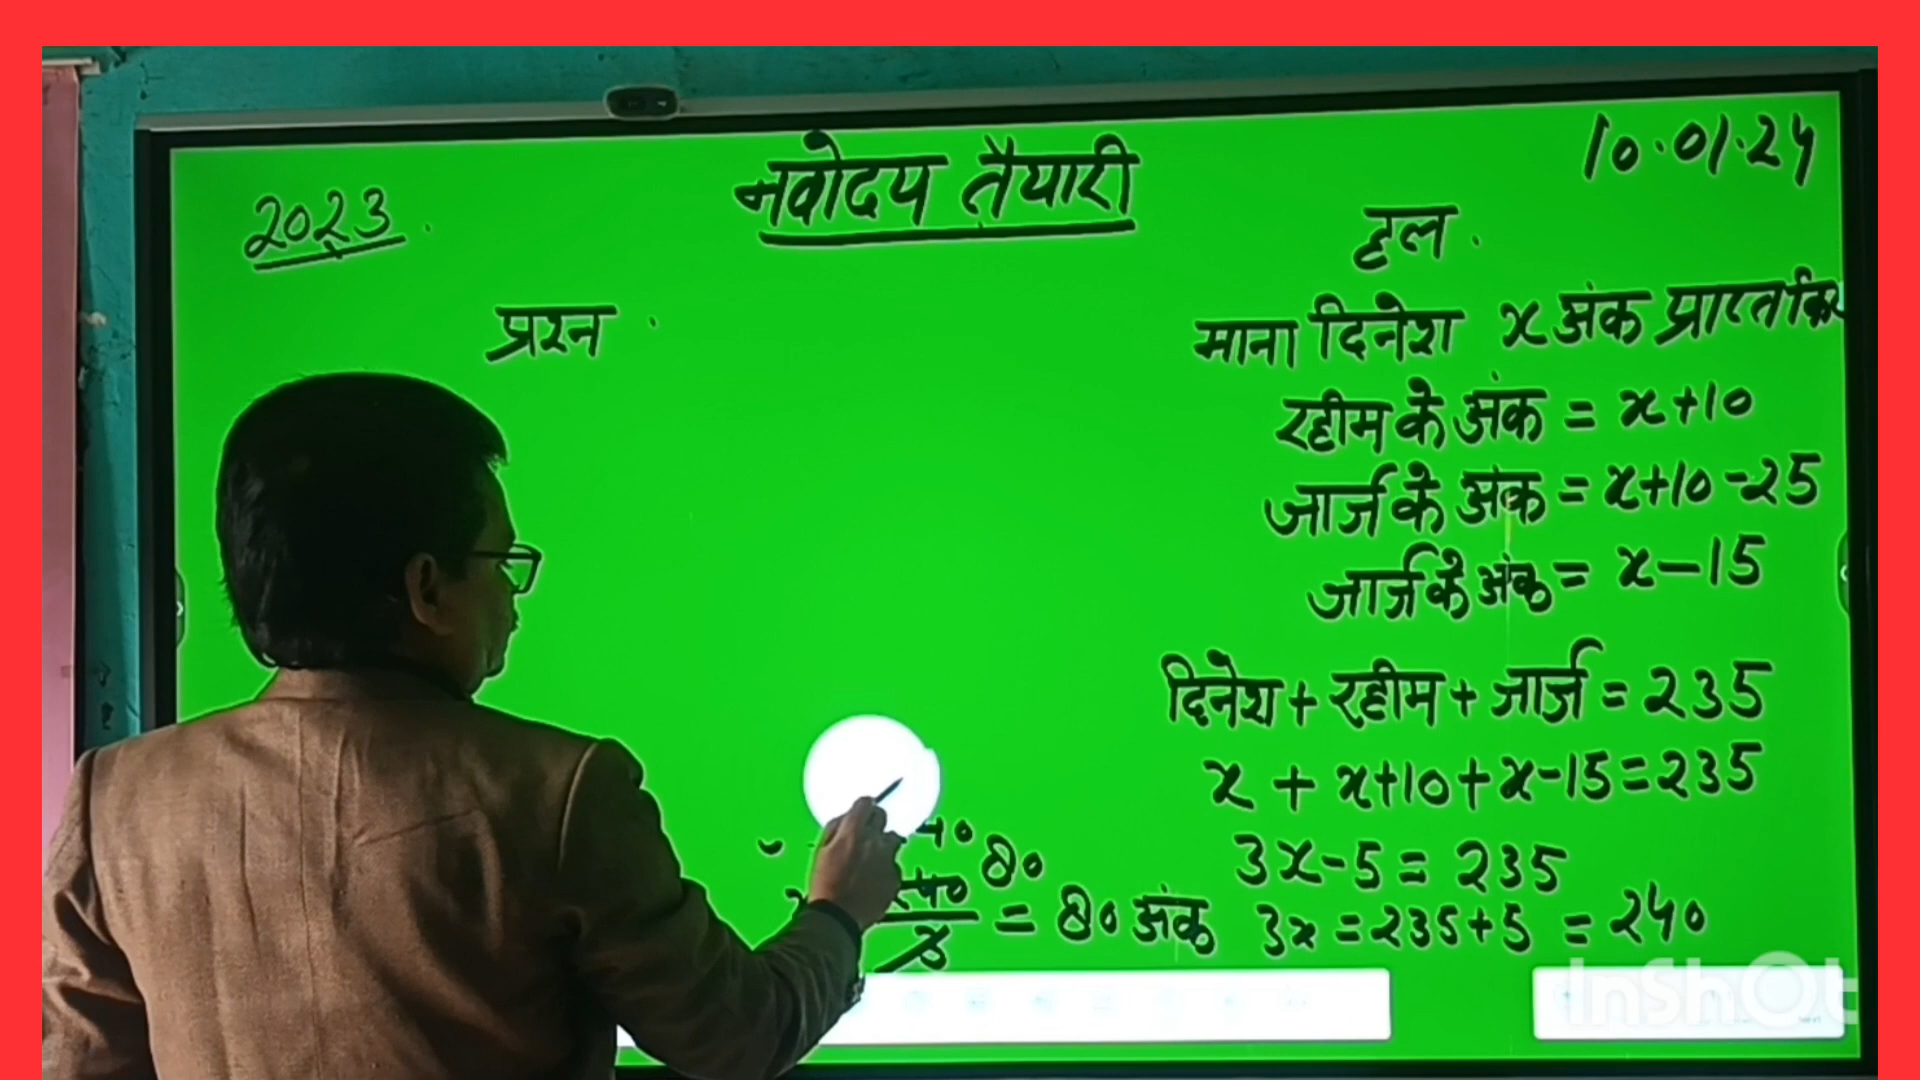 10.01.24
नवोदय तैयारी
2023.
हल.
प्रश्न.
माना दिनेश x अंक
रहीम के अंक = x+10
जार्ज के अंक = x+10-25
जार्ज के अंक = x-15
दिनेश + रहीम + जार्ज = 235
x + x+10+x-15=235
3x-5 = 235
3x = 235+5 = 240
80
= 80 अंक
InShOt